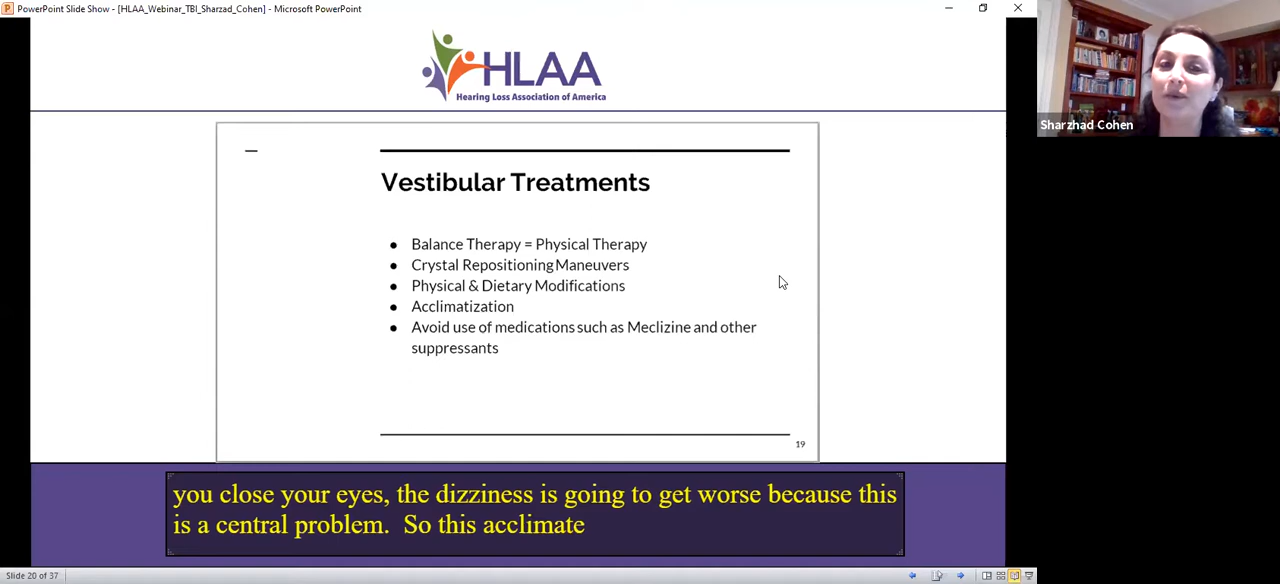 PowerPoint Slide Show - [HLAA_Webinar_TBI_Sharzad_Cohen] - Microsoft PowerPoint
HLAA
Hearing Loss Association of America
Sharzhad Cohen
Vestibular Treatments
● Balance Therapy = Physical Therapy
● Crystal Repositioning Maneuvers
● Physical & Dietary Modifications
● Acclimatization
● Avoid use of medications such as Meclizine and other
suppressants
19
you close your eyes, the dizziness is going to get worse because this
is a central problem.  So this acclimate
Slide 20 of 37